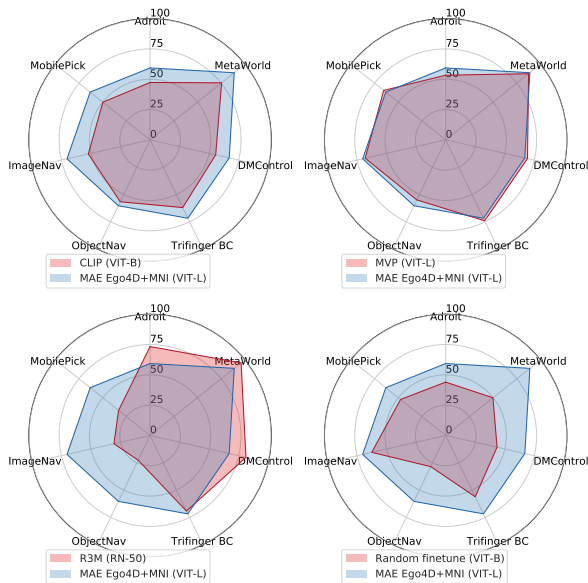 100
Adroit
75
MetaWorld
50
25
0
DMControl
Trifinger BC
ObjectNav
ImageNav
MobilePick
CLIP (VIT-B)
MAE Ego4D+MNI (VIT-L)
100
Adroit
75
MetaWorld
50
25
0
DMControl
Trifinger BC
ObjectNav
ImageNav
MobilePick
MVP (VIT-L)
MAE Ego4D+MNI (VIT-L)
100
Adroit
75
MetaWorld
50
25
0
DMControl
Trifinger BC
ObjectNav
ImageNav
MobilePick
R3M (RN-50)
MAE Ego4D+MNI (VIT-L)
100
Adroit
75
MetaWorld
50
25
0
DMControl
Trifinger BC
ObjectNav
ImageNav
MobilePick
Random finetune (VIT-B)
MAE Ego4D+MNI (VIT-L)